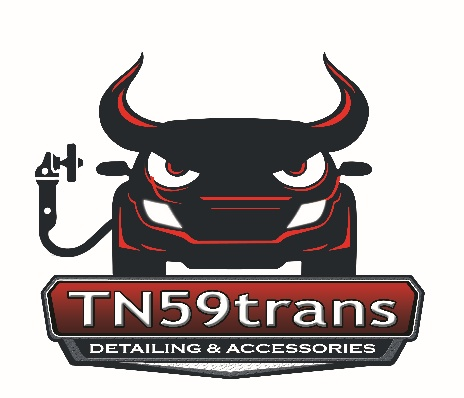 TN59trans
DETAILING & ACCESSORIES